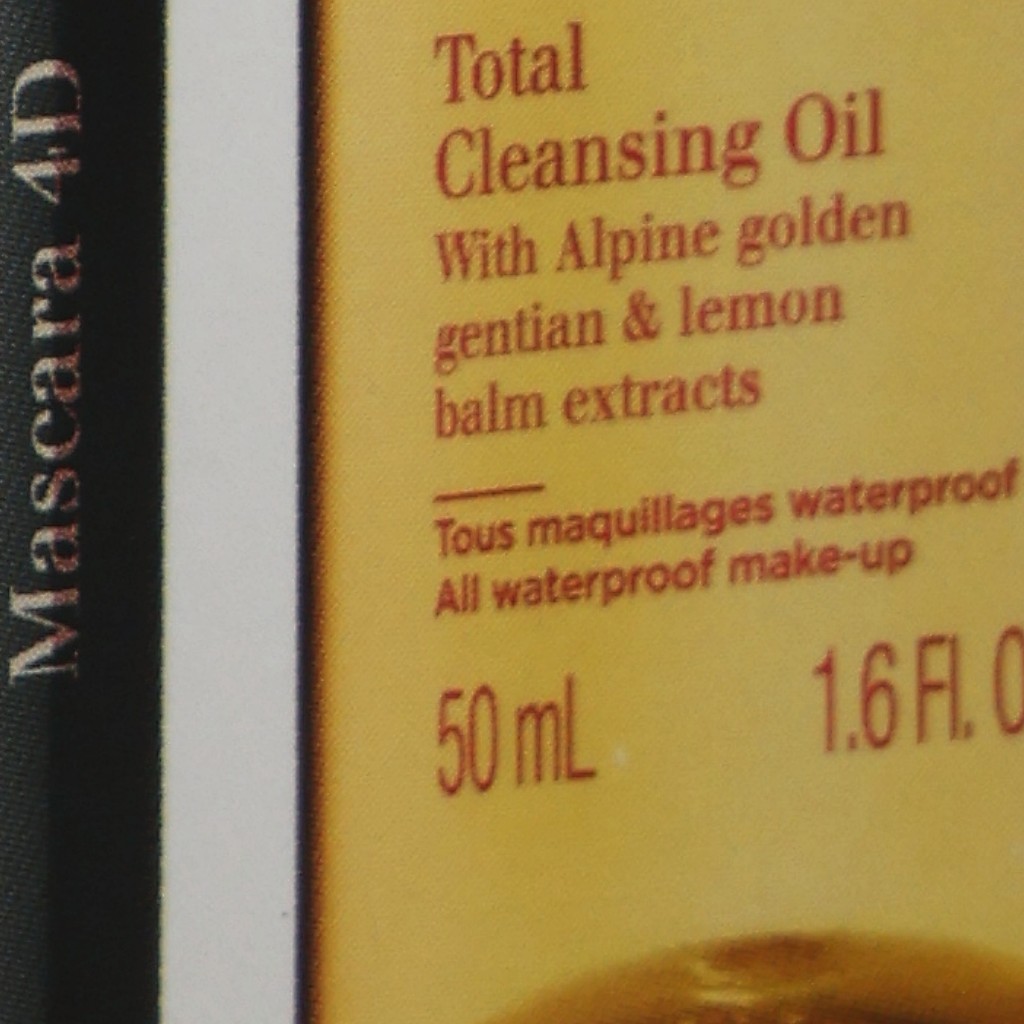 Mascara 4D
Total
Cleansing Oil
With Alpine golden
gentian & lemon
balm extracts
Tous maquillages waterproof
All waterproof make-up
50 mL 1.6 Fl.